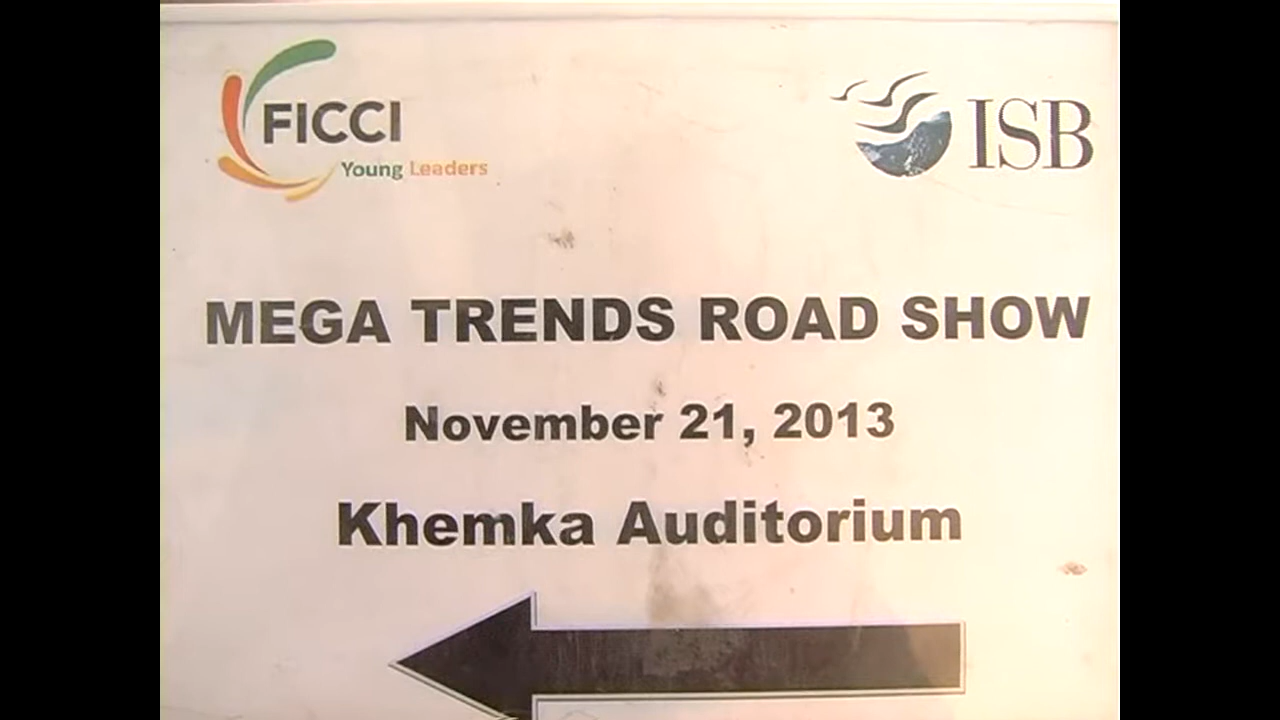 FICCI
Young Leaders
ISB
MEGA TRENDS ROAD SHOW
November 21, 2013
Khemka Auditorium